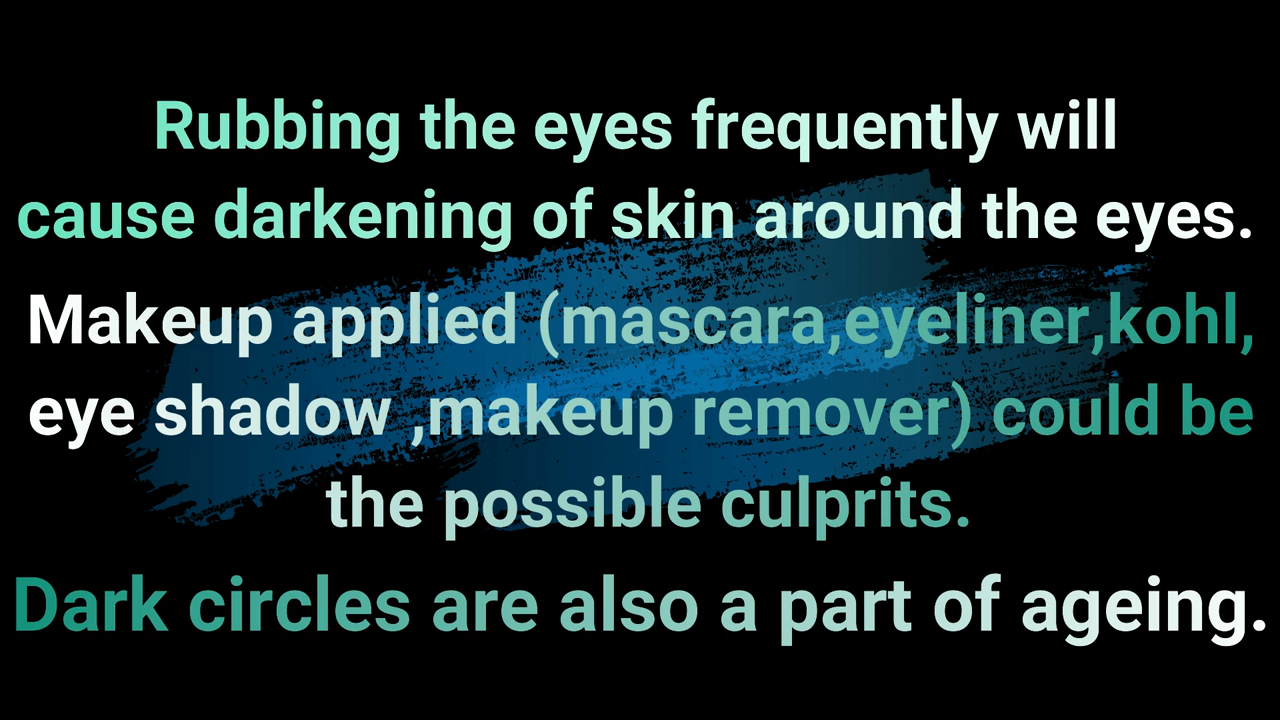 Rubbing the eyes frequently will
cause darkening of skin around the eyes.
Makeup applied (mascara,eyeliner,kohl,
eye shadow ,makeup remover) could be
the possible culprits.
Dark circles are also a part of ageing.